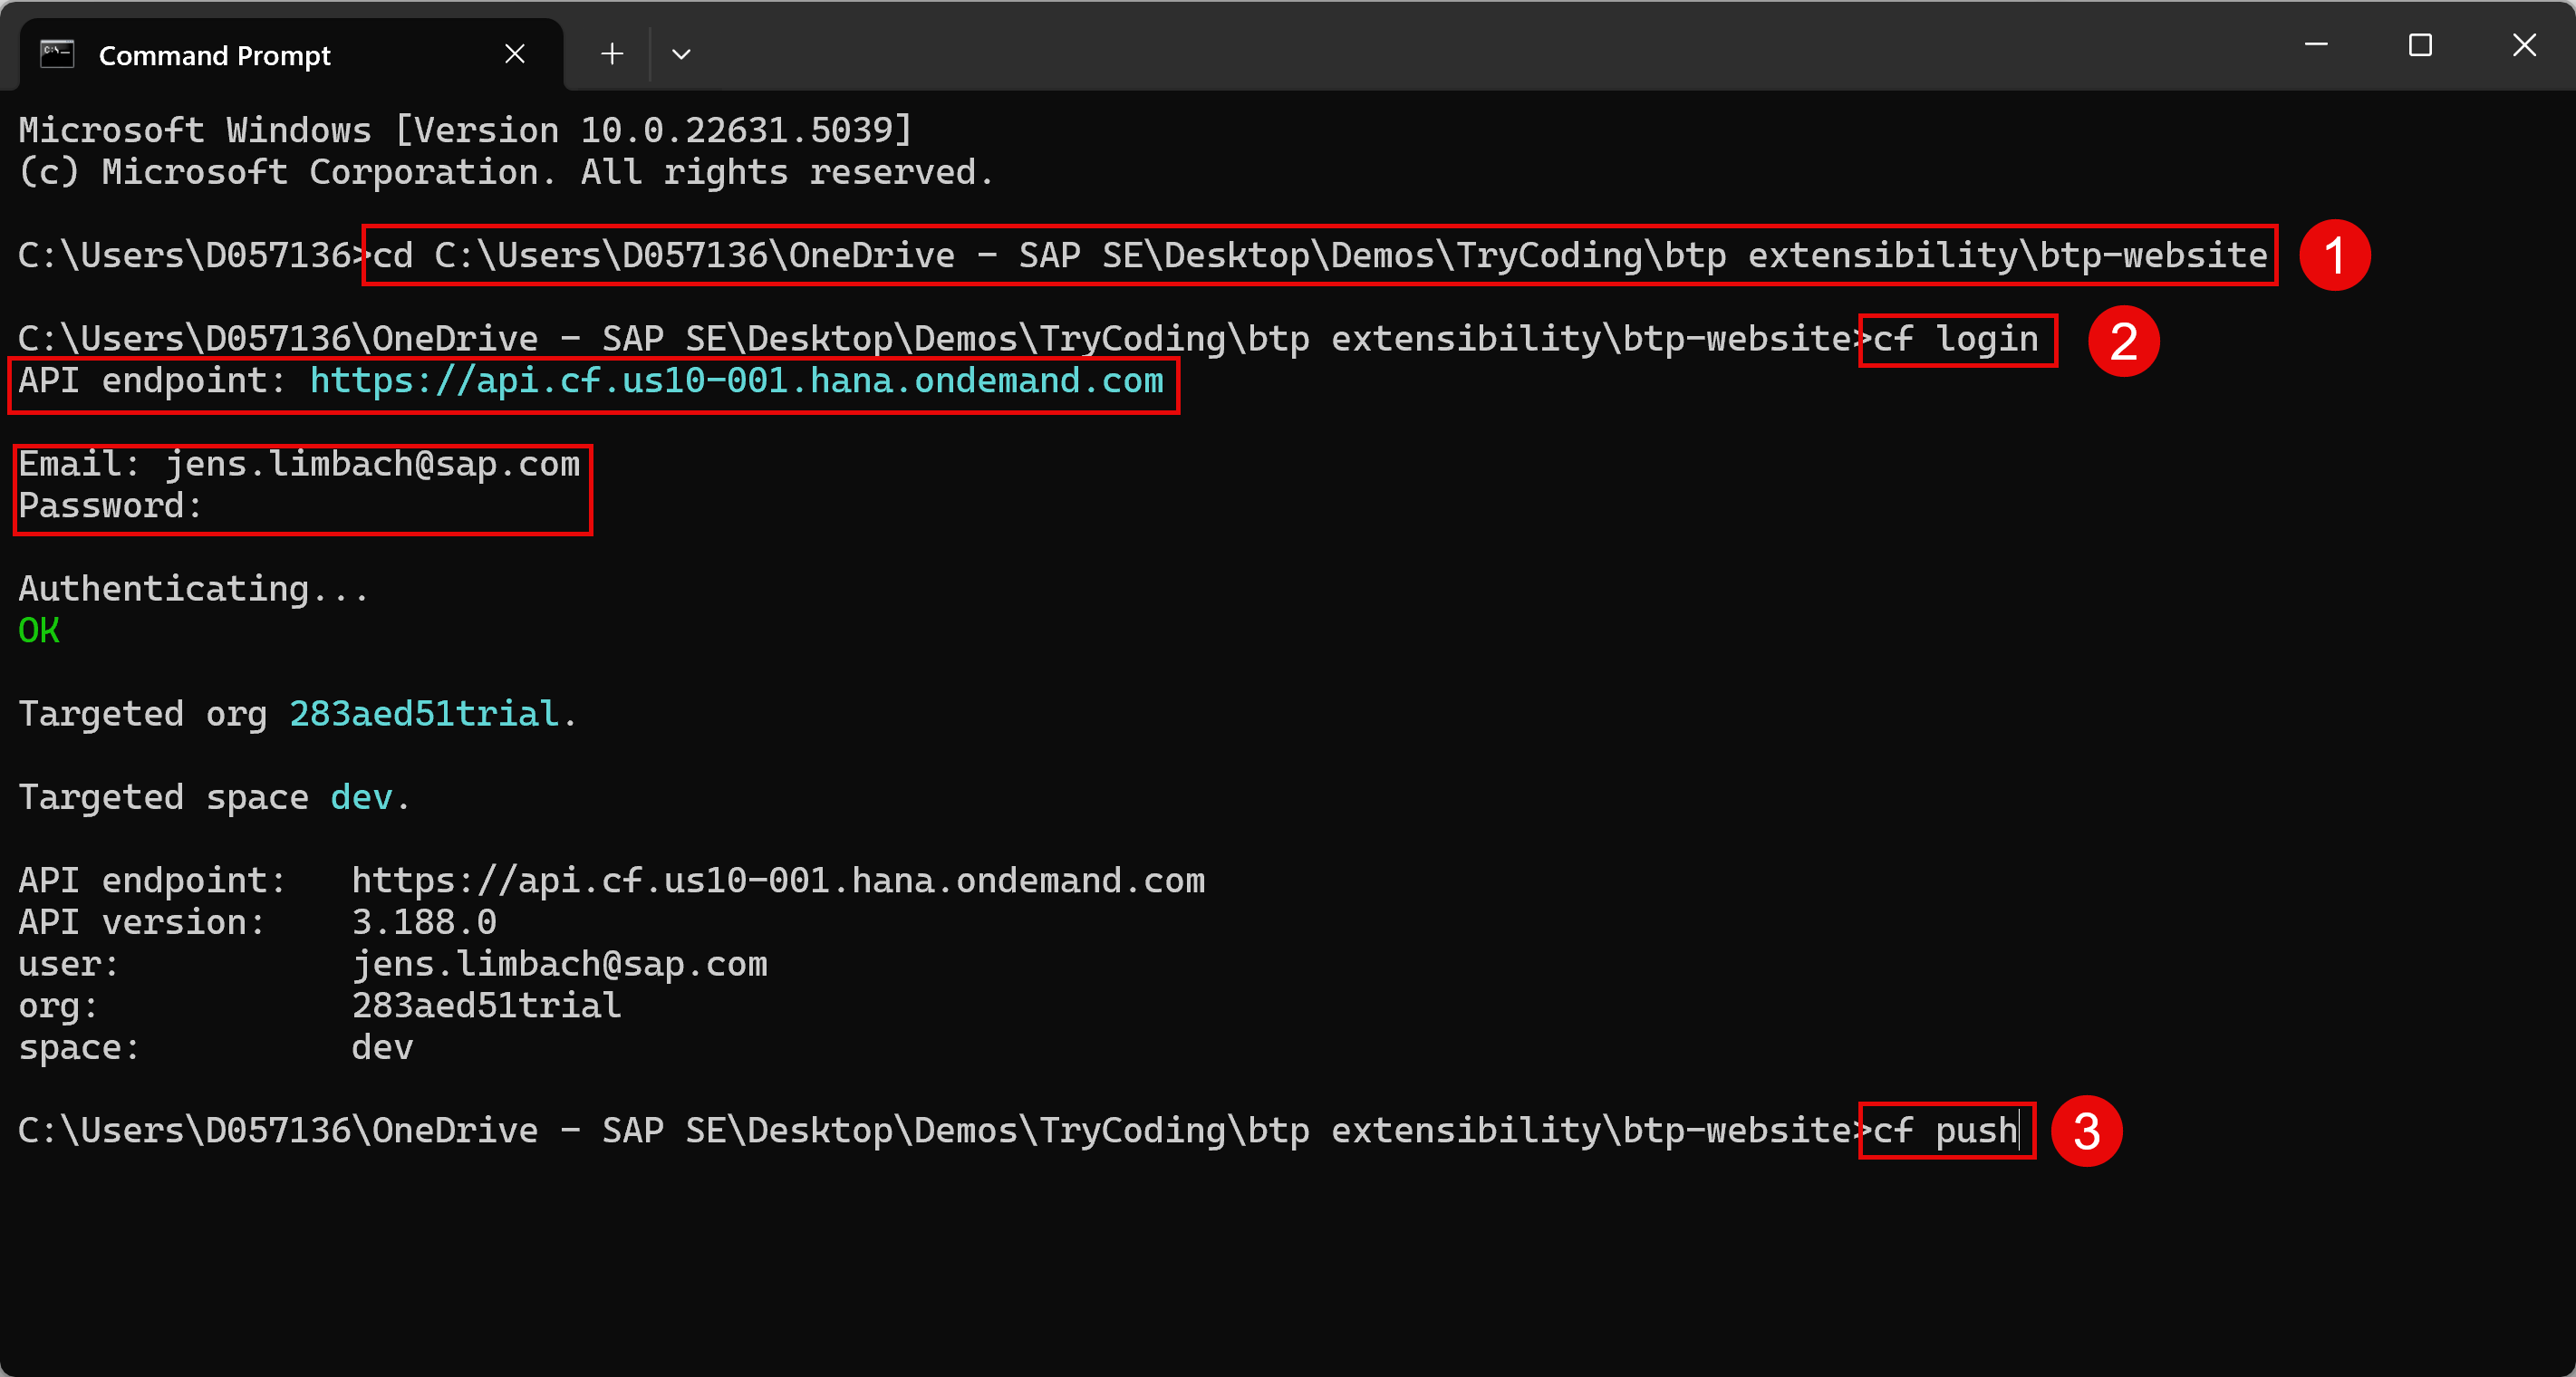 Command Prompt
Microsoft Windows [Version 10.0.22631.5039]
(c) Microsoft Corporation. All rights reserved.
C:\Users\D057136>cd C:\Users\D057136\OneDrive - SAP SE\Desktop\Demos\TryCoding\btp extensibility\btp-website 1
C:\Users\D057136\OneDrive - SAP SE\Desktop\Demos\TryCoding\btp extensibility\btp-website>cf login 2
API endpoint: https://api.cf.us10-001.hana.ondemand.com
Email: jens.limbach@sap.com
Password:
Authenticating...
OK
Targeted org 283aed51trial.
Targeted space dev.
API endpoint: https://api.cf.us10-001.hana.ondemand.com
API version: 3.188.0
user: jens.limbach@sap.com
org: 283aed51trial
space: dev
C:\Users\D057136\OneDrive - SAP SE\Desktop\Demos\TryCoding\btp extensibility\btp-website>cf push 3